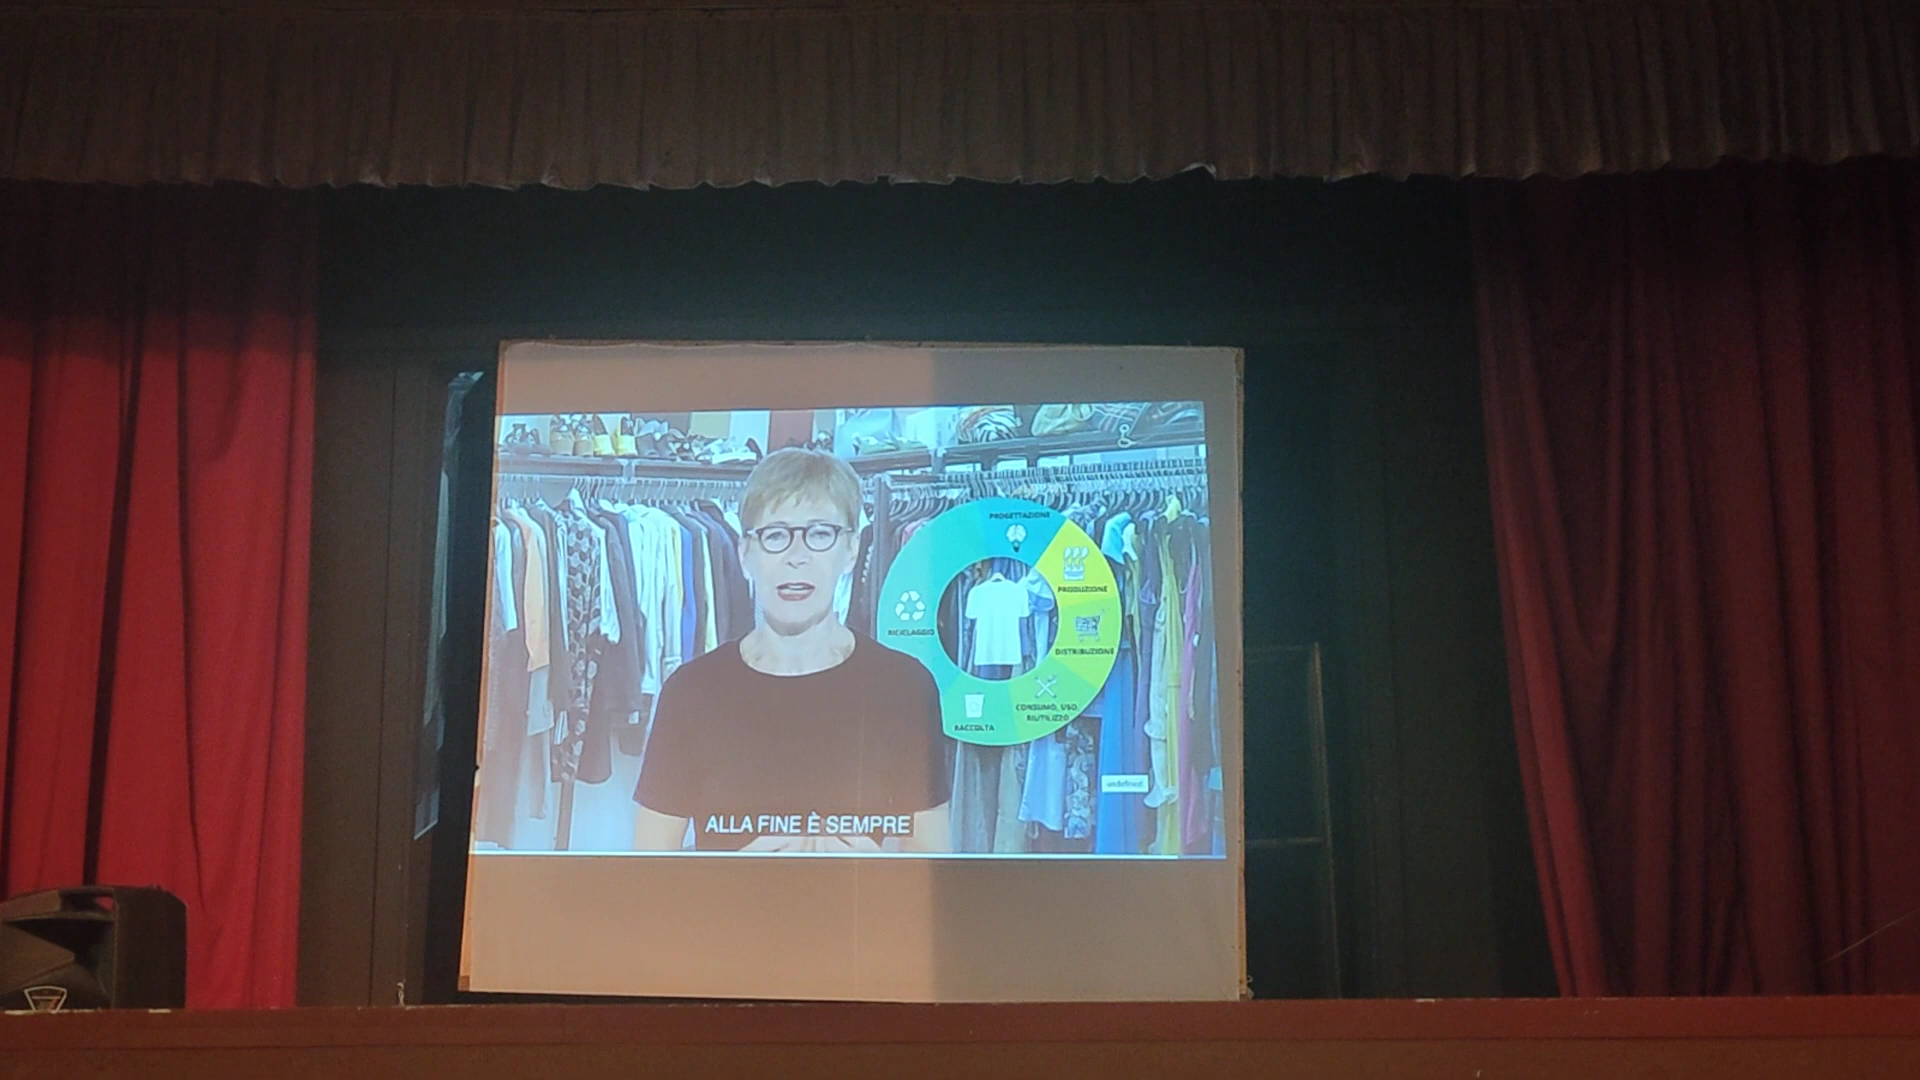 PROGETTAZIONE
PRODUZIONE
DISTRIBUZIONE
CONSUMO, USO,
RIUTILIZZO
RACCOLTA
RICICLAGGIO
undefined
ALLA FINE È SEMPRE